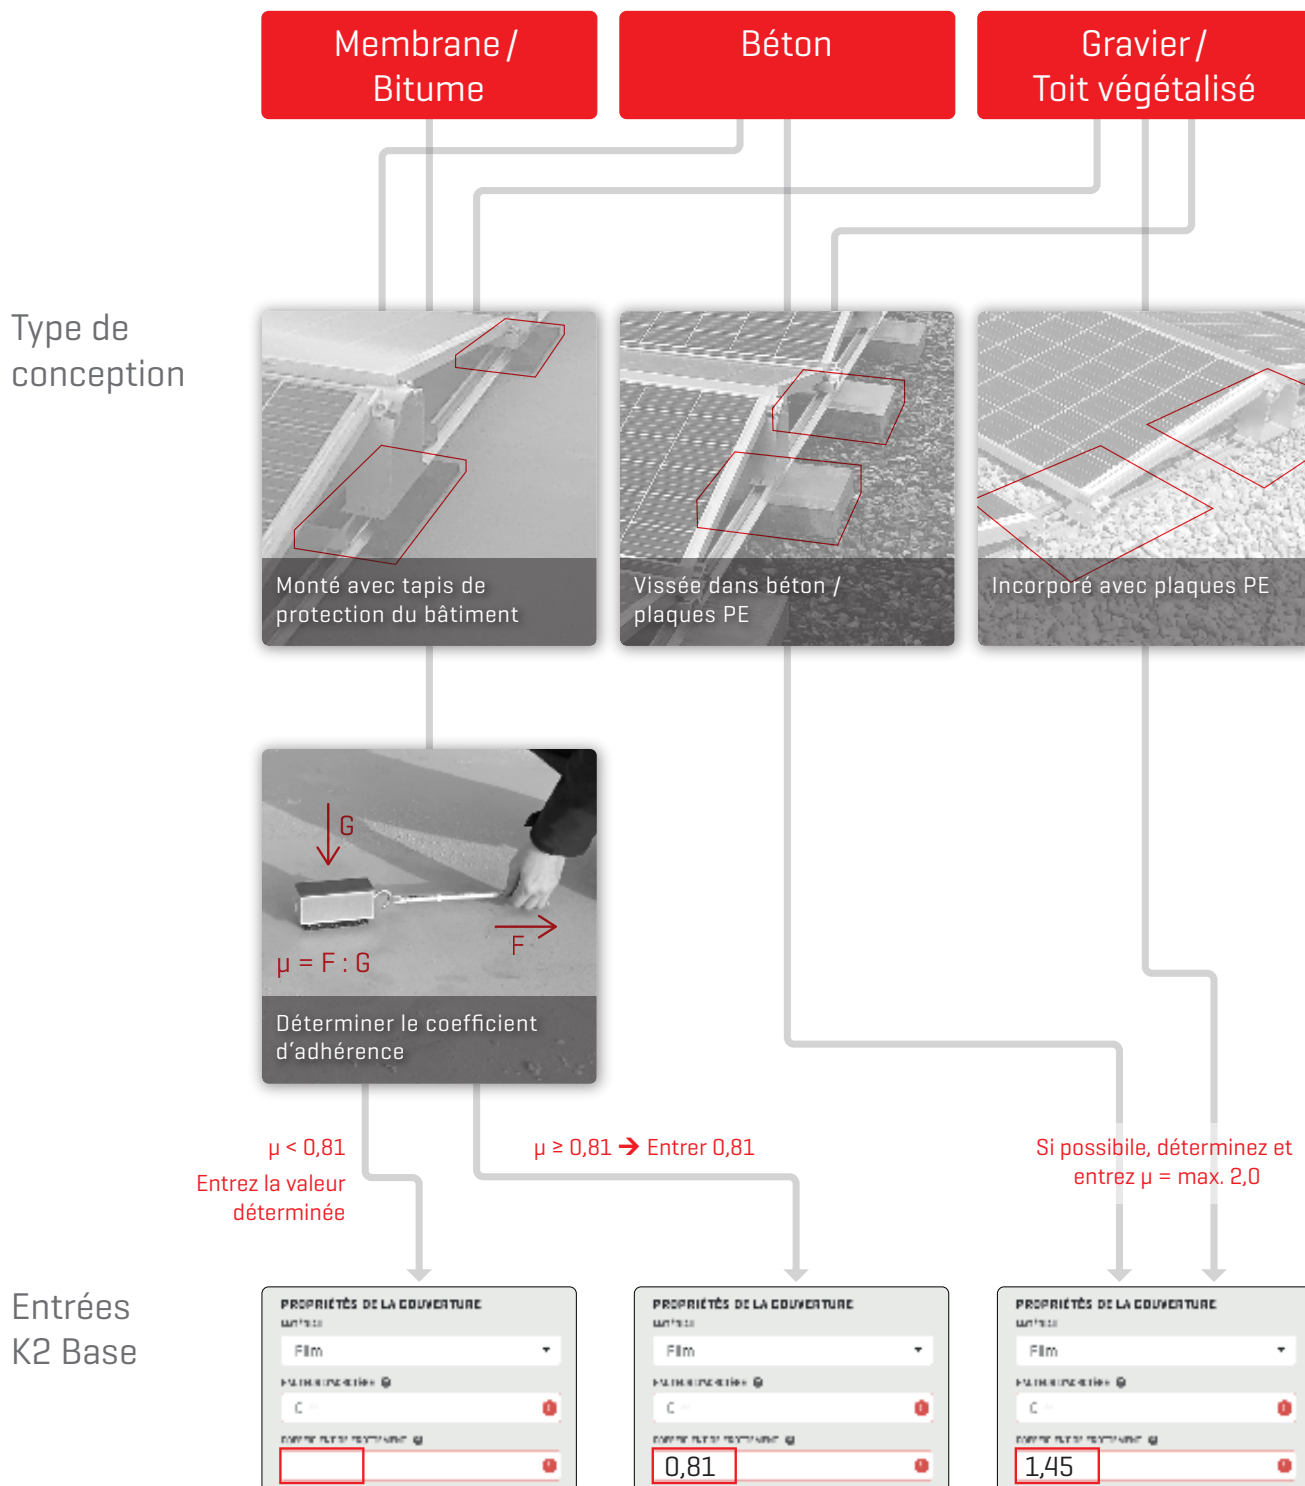 Membrane /
Bitume
Béton
Gravier /
Toit végétalisé
Type de
conception
Monté avec tapis de
protection du bâtiment
Vissée dans béton /
plaques PE
Incorporé avec plaques PE
G
F
µ = F : G
Déterminer le coefficient
d’adhérence
µ < 0,81
Entrez la valeur
déterminée
µ ≥ 0,81 ➔ Entrer 0,81
Si possibile, déterminez et
entrez µ = max. 2,0
Entrées
K2 Base
PROPRIÉTÉS DE LA COUVERTURE
Film
PROPRIÉTÉS DE LA COUVERTURE
Film
0,81
PROPRIÉTÉS DE LA COUVERTURE
Film
1,45